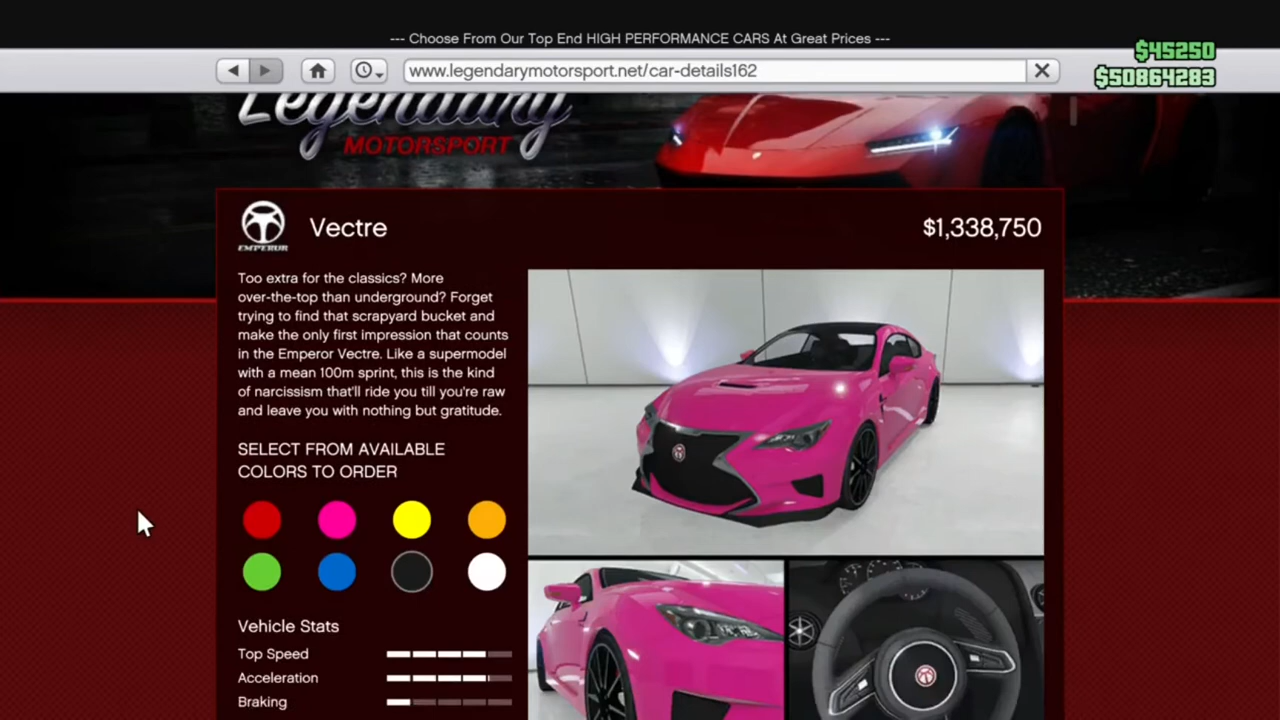 --- Choose From Our Top End HIGH PERFORMANCE CARS At Great Prices ---
$45250
www.legendarymotorsport.net/car-details162
$50864283
Legendary
MOTORSPORT
EMPEROR
Vectre
$1,338,750
Too extra for the classics? More
over-the-top than underground? Forget
trying to find that scrapyard bucket and
make the only first impression that counts
in the Emperor Vectre. Like a supermodel
with a mean 100m sprint, this is the kind
of narcissism that'll ride you till you're raw
and leave you with nothing but gratitude.
SELECT FROM AVAILABLE
COLORS TO ORDER
Vehicle Stats
Top Speed
Acceleration
Braking